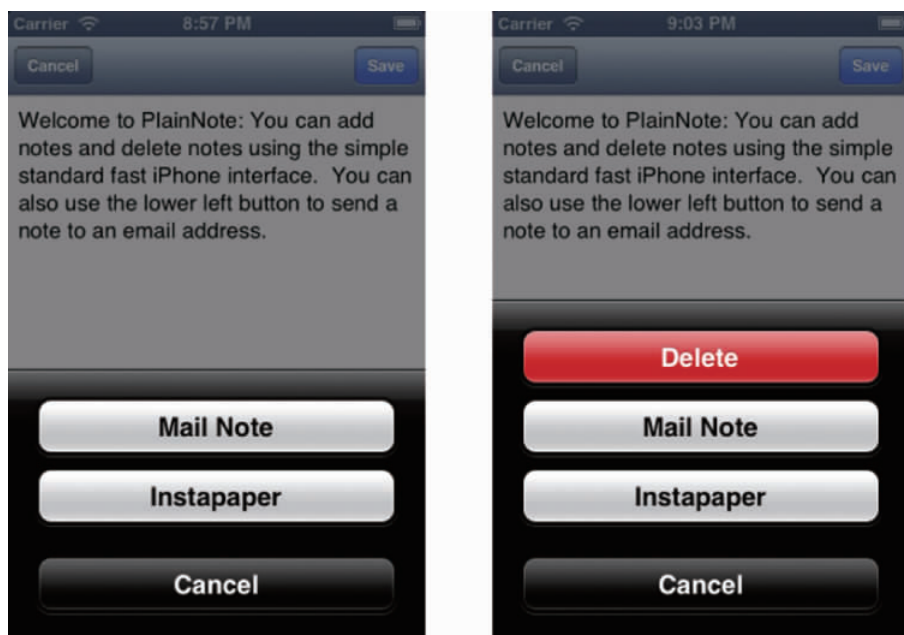 Carrier 8:57 PM
Cancel Save
Welcome to PlainNote: You can add
notes and delete notes using the simple
standard fast iPhone interface. You can
also use the lower left button to send a
note to an email address.
Mail Note
Instapaper
Cancel
Carrier 9:03 PM
Cancel Save
Welcome to PlainNote: You can add
notes and delete notes using the simple
standard fast iPhone interface. You can
also use the lower left button to send a
note to an email address.
Delete
Mail Note
Instapaper
Cancel